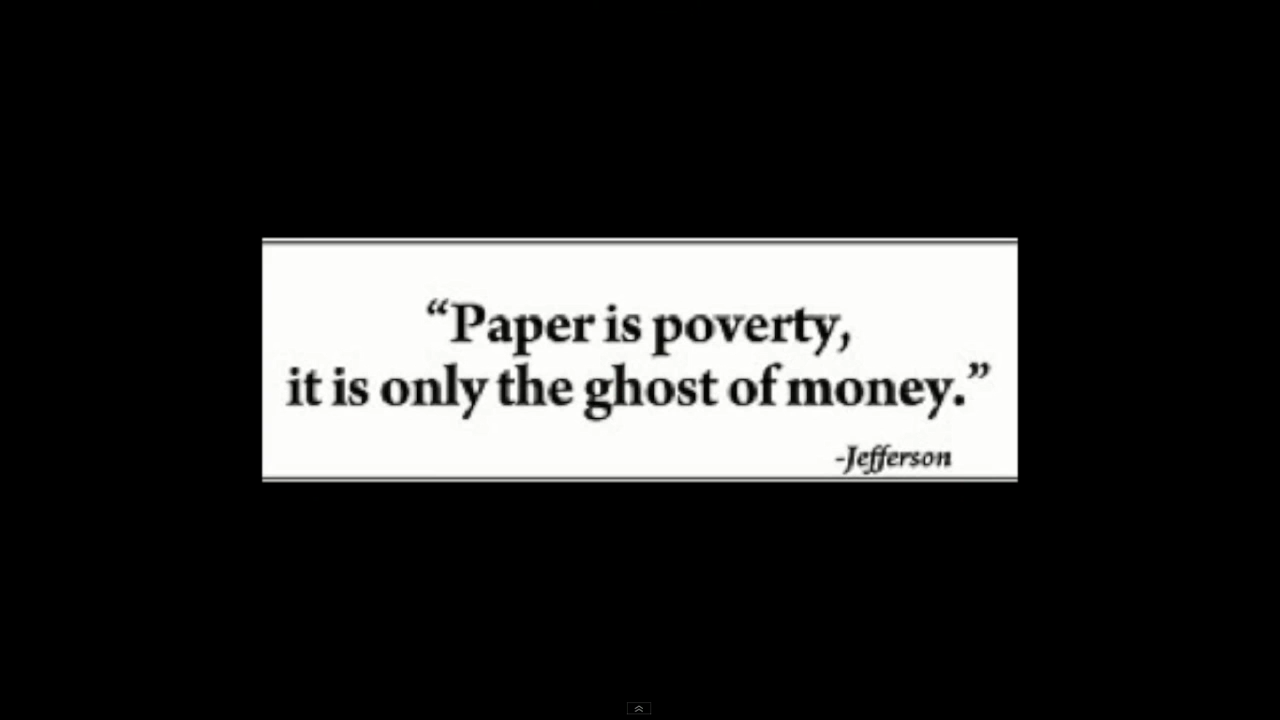 “Paper is poverty,
it is only the ghost of money.”
-Jefferson